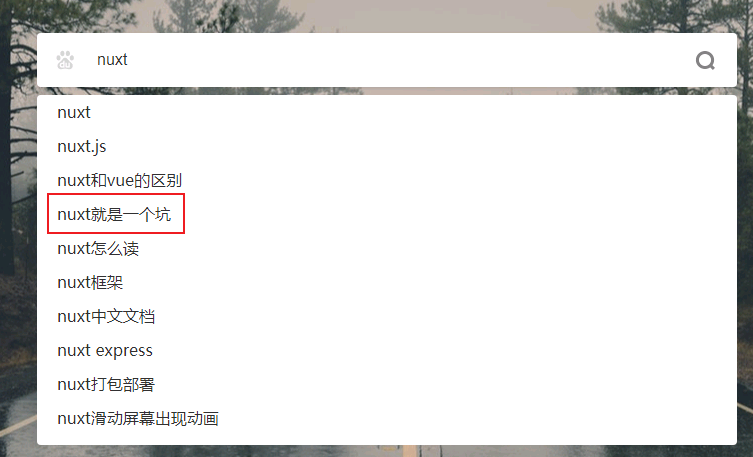 du
nuxt
nuxt
nuxt.js
nuxt和vue的区别
nuxt就是一个坑
nuxt怎么读
nuxt框架
nuxt中文文档
nuxt express
nuxt打包部署
nuxt滑动屏幕出现动画